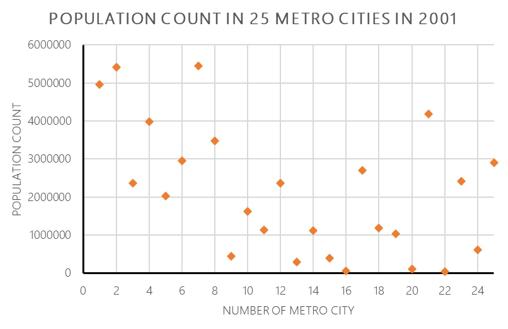 POPULATION COUNT IN 25 METRO CITIES IN 2001
6000000
5000000
4000000
3000000
2000000
1000000
0
POPULATION COUNT
0 2 4 6 8 10 12 14 16 18 20 22 24
NUMBER OF METRO CITY